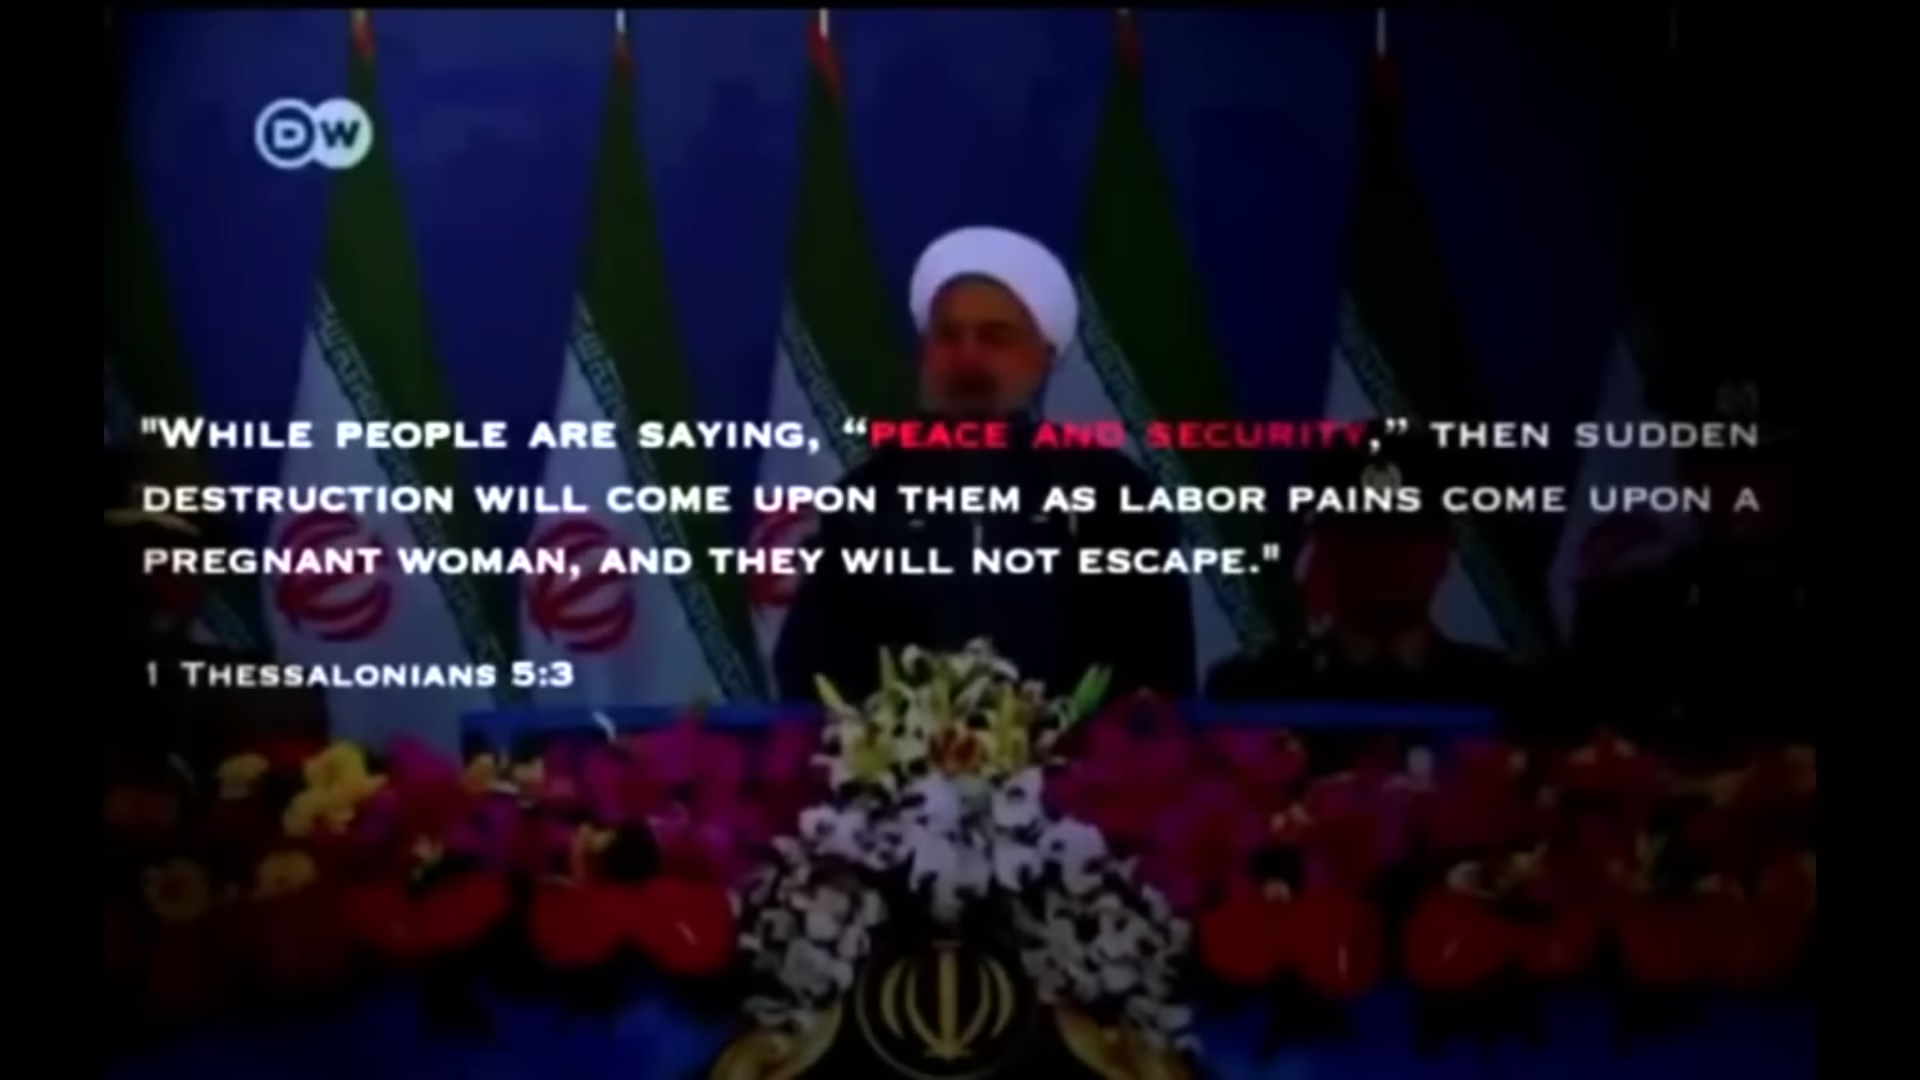 DW
"WHILE PEOPLE ARE SAYING, “PEACE AND SECURITY,” THEN SUDDEN
DESTRUCTION WILL COME UPON THEM AS LABOR PAINS COME UPON A
PREGNANT WOMAN, AND THEY WILL NOT ESCAPE."
1 THESSALONIANS 5:3